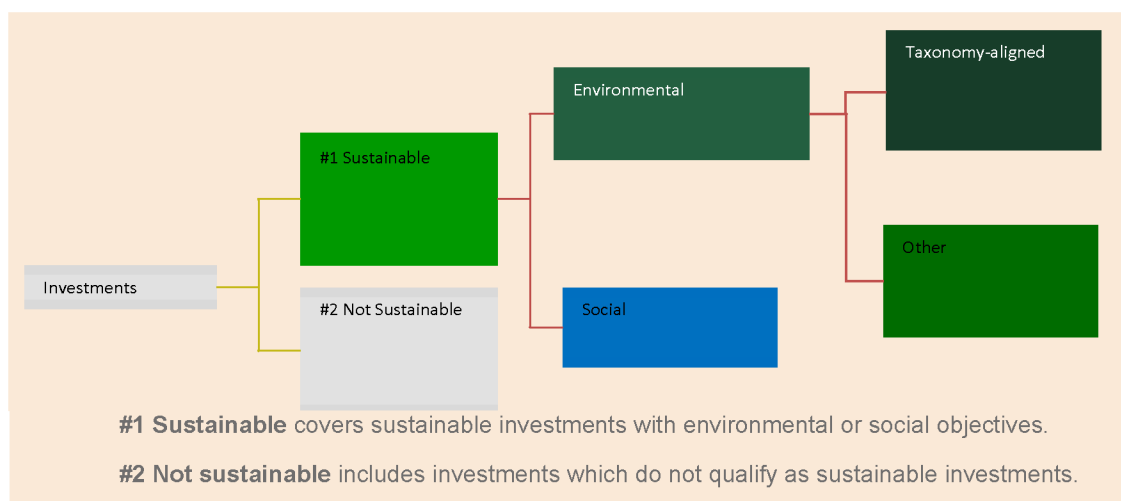 Taxonomy-aligned
Environmental
#1 Sustainable
Other
Investments
#2 Not Sustainable
Social
#1 Sustainable covers sustainable investments with environmental or social objectives.
#2 Not sustainable includes investments which do not qualify as sustainable investments.